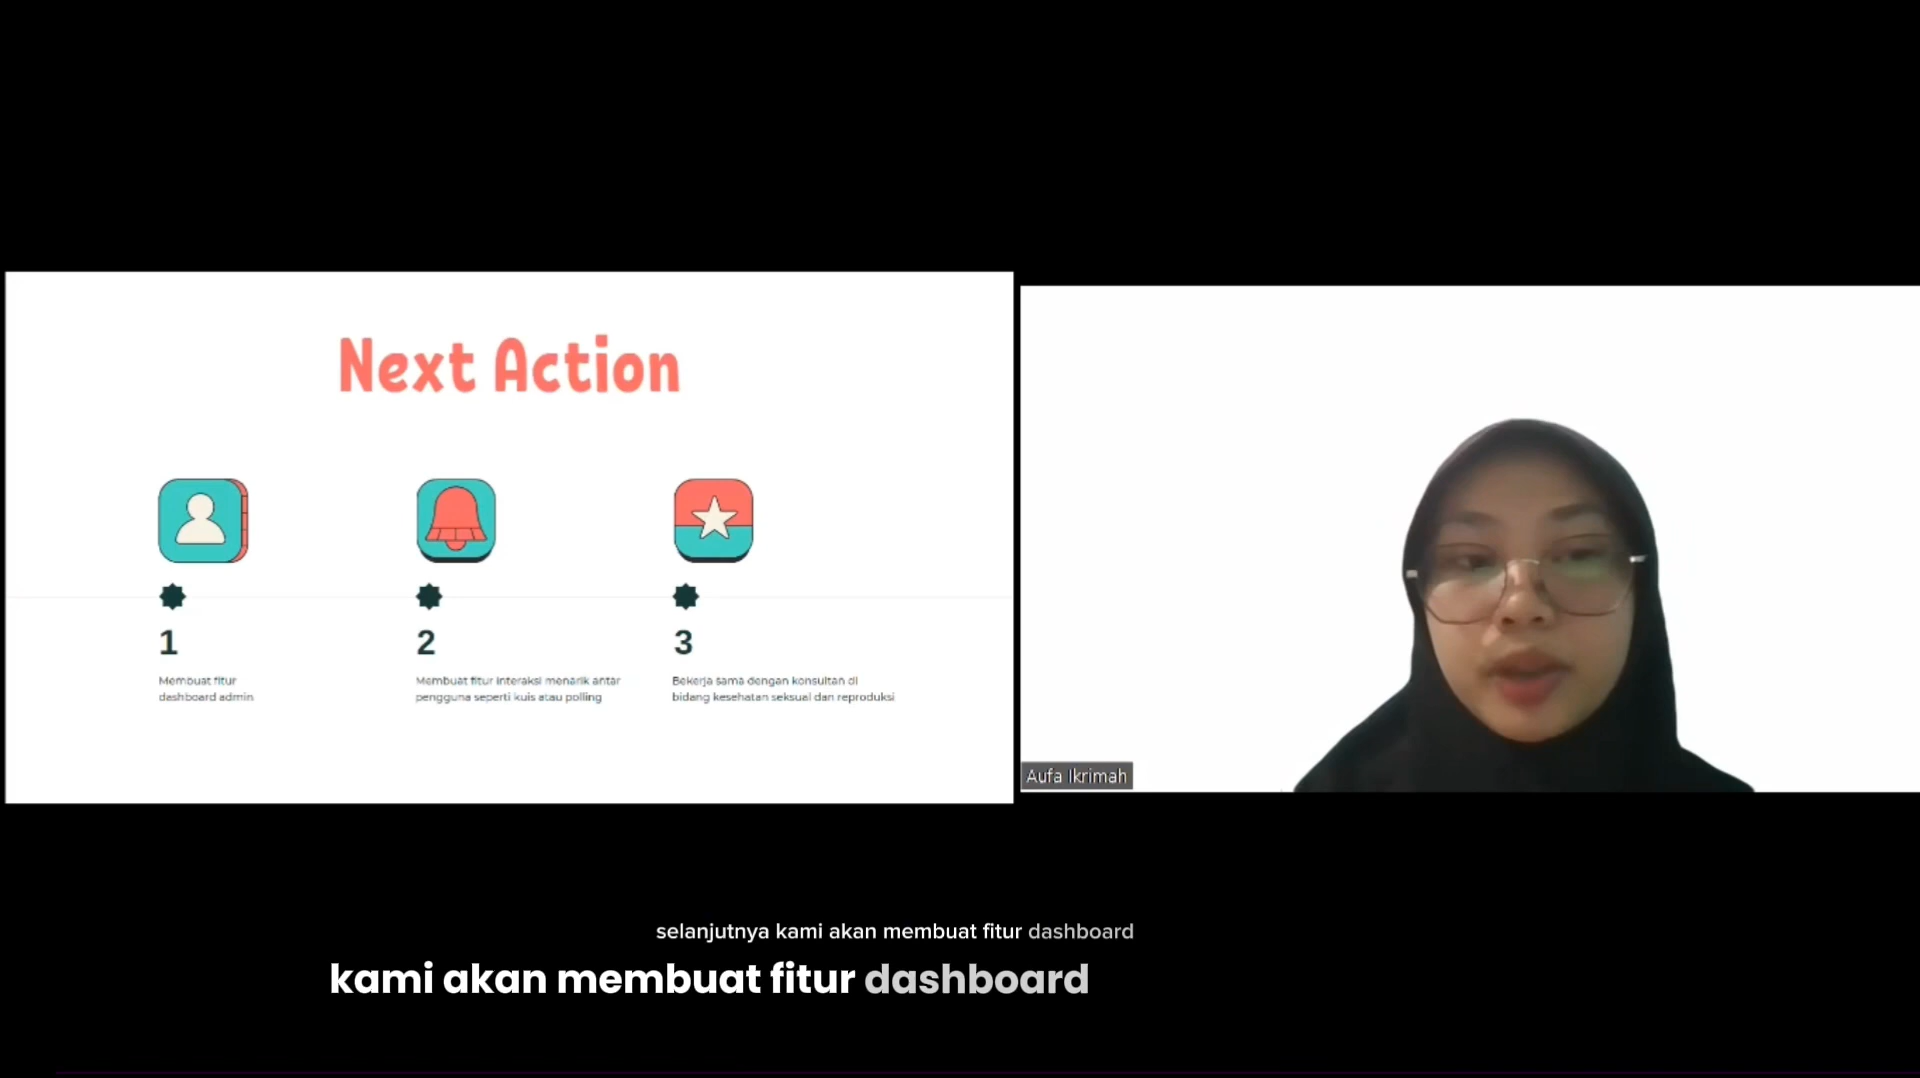 Next Action
1
Membuat fitur
dashboard admin
2
Membuat fitur interaksi menarik antar
pengguna seperti kuis atau polling
3
Bekerja sama dengan konsultan di
bidang kesehatan seksual dan reproduksi
Aufa Ikrimah
selanjutnya kami akan membuat fitur dashboard
kami akan membuat fitur dashboard